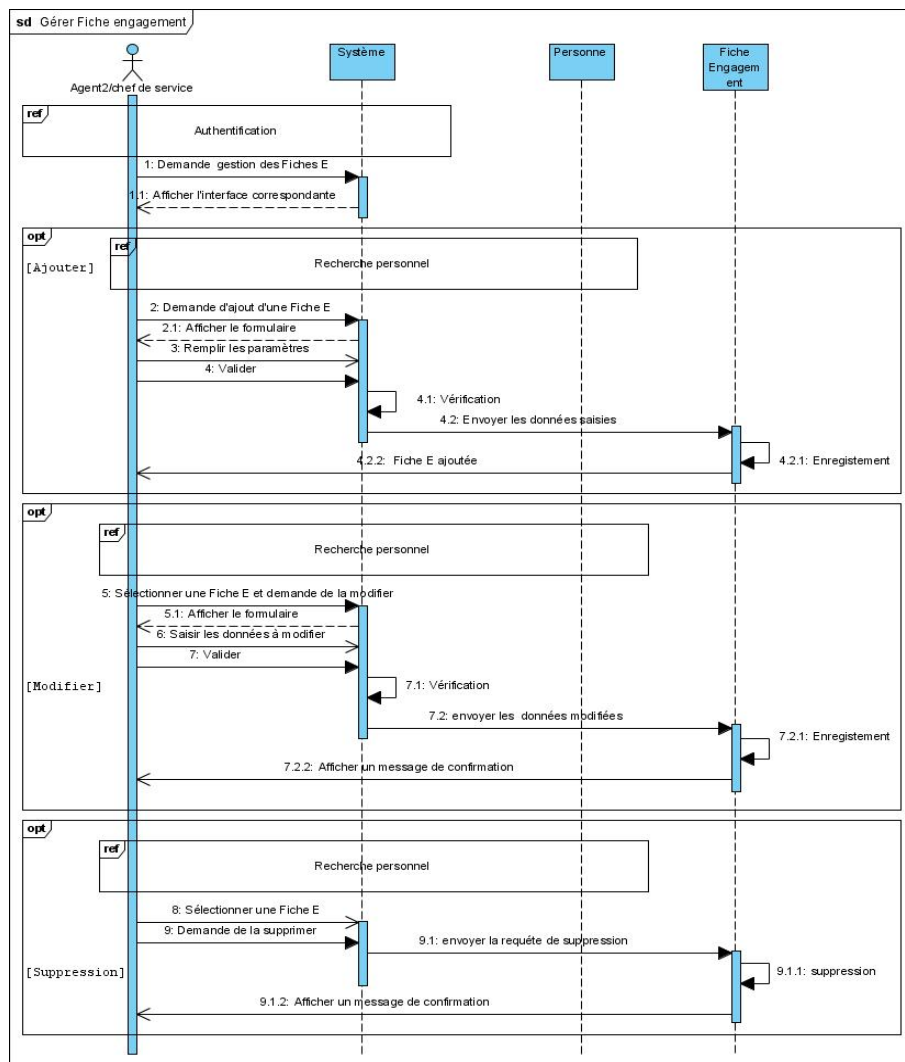 sd Gérer Fiche engagement
Agent2/chef de service
Système
Personne
Fiche
Engagem
ent
ref
Authentification
1: Demande gestion des Fiches E
1.1: Afficher l'interface correspondante
opt
[Ajouter]
ref
Recherche personnel
2: Demande d'ajout d'une Fiche E
2.1: Afficher le formulaire
3: Remplir les paramètres
4: Valider
4.1: Vérification
4.2: Envoyer les données saisies
4.2.1: Enregistement
4.2.2: Fiche E ajoutée
opt
ref
Recherche personnel
5: Sélectionner une Fiche E et demande de la modifier
5.1: Afficher le formulaire
6: Saisir les données à modifier
7: Valider
[Modifier]
7.1: Vérification
7.2: envoyer les données modifiées
7.2.1: Enregistement
7.2.2: Afficher un message de confirmation
opt
ref
Recherche personnel
8: Sélectionner une Fiche E
9: Demande de la supprimer
9.1: envoyer la requéte de suppression
[Suppression]
9.1.1: suppression
9.1.2: Afficher un message de confirmation